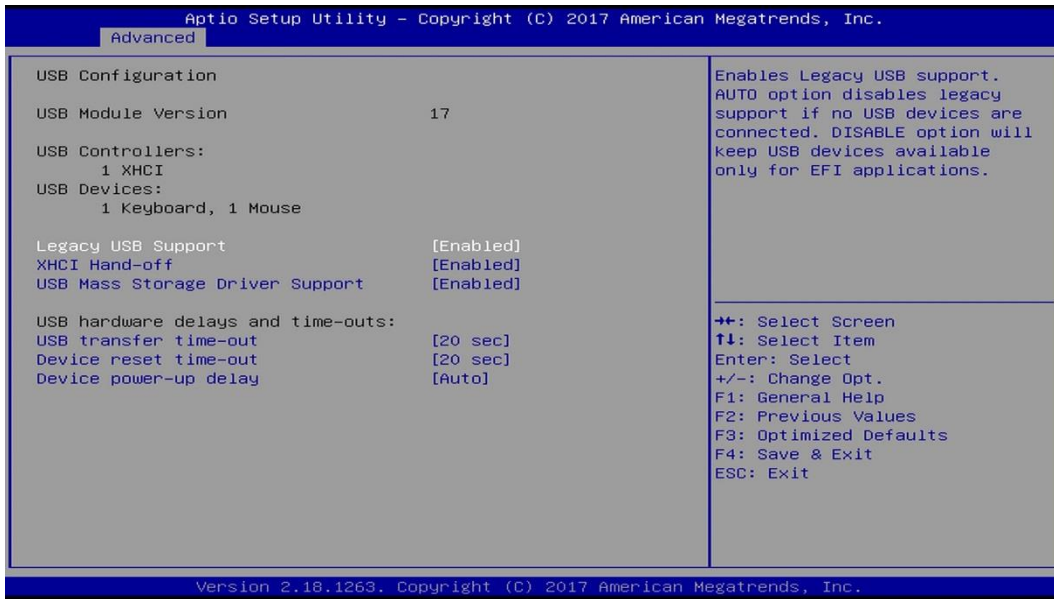 Aptio Setup Utility – Copyright (C) 2017 American Megatrends, Inc.
Advanced
USB Configuration
USB Module Version 17
USB Controllers:
1 XHCI
USB Devices:
1 Keyboard, 1 Mouse
Legacy USB Support [Enabled]
XHCI Hand-off [Enabled]
USB Mass Storage Driver Support [Enabled]
USB hardware delays and time-outs:
USB transfer time-out [20 sec]
Device reset time-out [20 sec]
Device power-up delay [Auto]
Enables Legacy USB support.
AUTO option disables legacy
support if no USB devices are
connected. DISABLE option will
keep USB devices available
only for EFI applications.
→←: Select Screen
↑↓: Select Item
Enter: Select
+/-: Change Opt.
F1: General Help
F2: Previous Values
F3: Optimized Defaults
F4: Save & Exit
ESC: Exit
Version 2.18.1263. Copyright (C) 2017 American Megatrends, Inc.